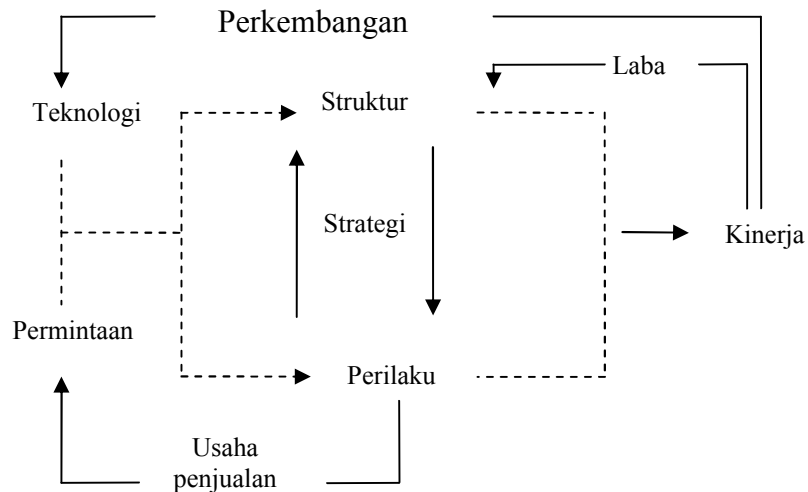 Perkembangan
Laba
Teknologi
Struktur
Strategi
Kinerja
Permintaan
Perilaku
Usaha
penjualan